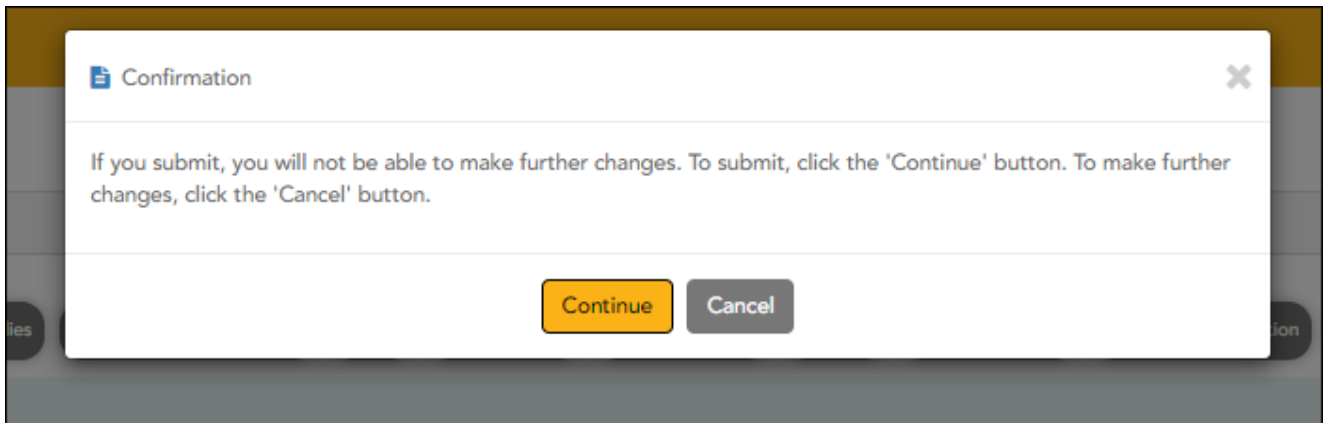 Confirmation
If you submit, you will not be able to make further changes. To submit, click the 'Continue' button. To make further
changes, click the 'Cancel' button.
Continue Cancel